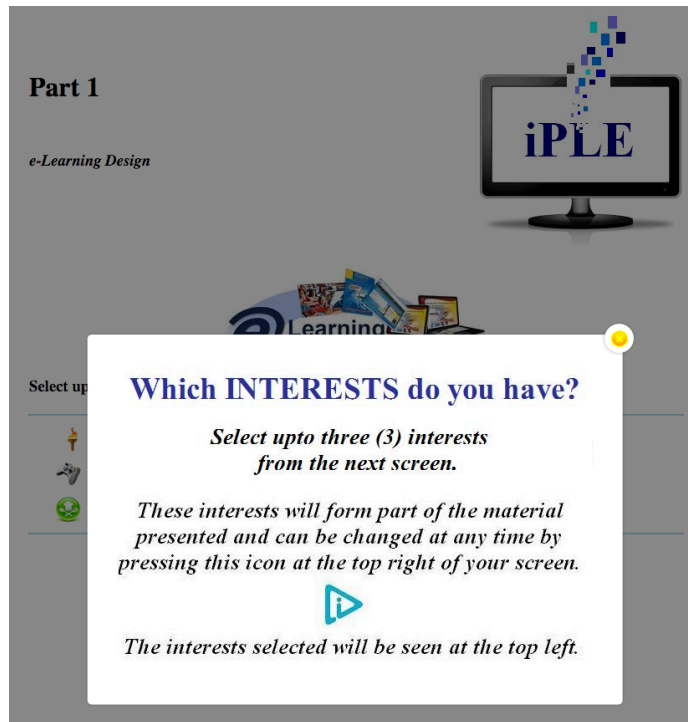 Part 1
iPLE
e-Learning Design
e Learning
Select up
Which INTERESTS do you have?
Select upto three (3) interests
from the next screen.
These interests will form part of the material
presented and can be changed at any time by
pressing this icon at the top right of your screen.
i
The interests selected will be seen at the top left.